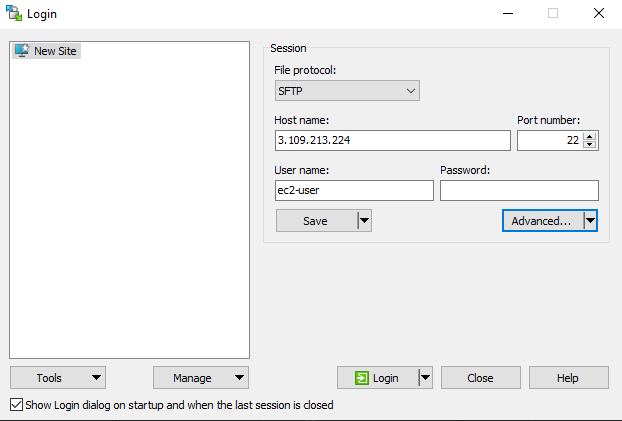 Login
New Site
Session
File protocol:
SFTP
Host name:
Port number:
3.109.213.224
22
User name:
Password:
ec2-user
Save
Advanced...
Tools
Manage
Login
Close
Help
Show Login dialog on startup and when the last session is closed